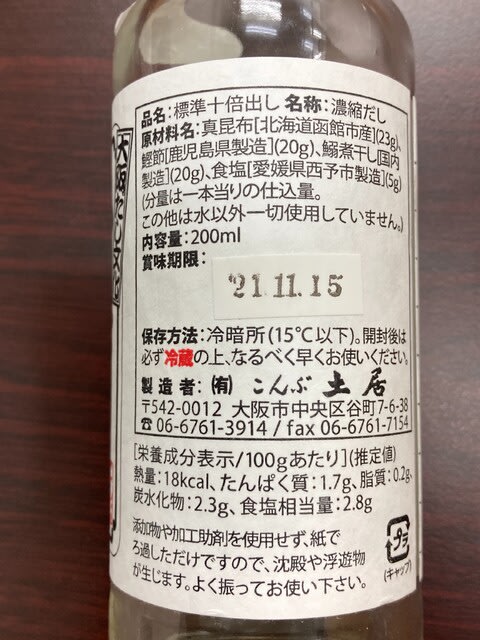 品名：標準十倍出し 名称：濃縮だし
原材料名：真昆布[北海道函館市産](23g)、
鰹節[鹿児島県製造](20g)、鰯煮干し[国内
製造](20g)、食塩[愛媛県西予市製造](5g)
(分量は一本当りの仕込量。
この他は水以外一切使用していません。)
内容量：200ml
賞味期限：
'21.11.15
保存方法：冷暗所(15℃以下)。開封後は
必ず冷蔵の上、なるべく早くお使いください。
製造者：㈲ こんぶ 土居
〒542-0012 大阪市中央区谷町7-6-38
☎ 06-6761-3914 / fax 06-6761-7154
[栄養成分表示/100gあたり](推定値)
熱量：18kcal、たんぱく質：1.7g、脂質：0.2g、
炭水化物：2.3g、食塩相当量：2.8g
添加物や加工助剤を使用せず、紙で
ろ過しただけですので、沈殿や浮遊物
が生じます。よく振ってお使い下さい。
プラ
(キャップ)